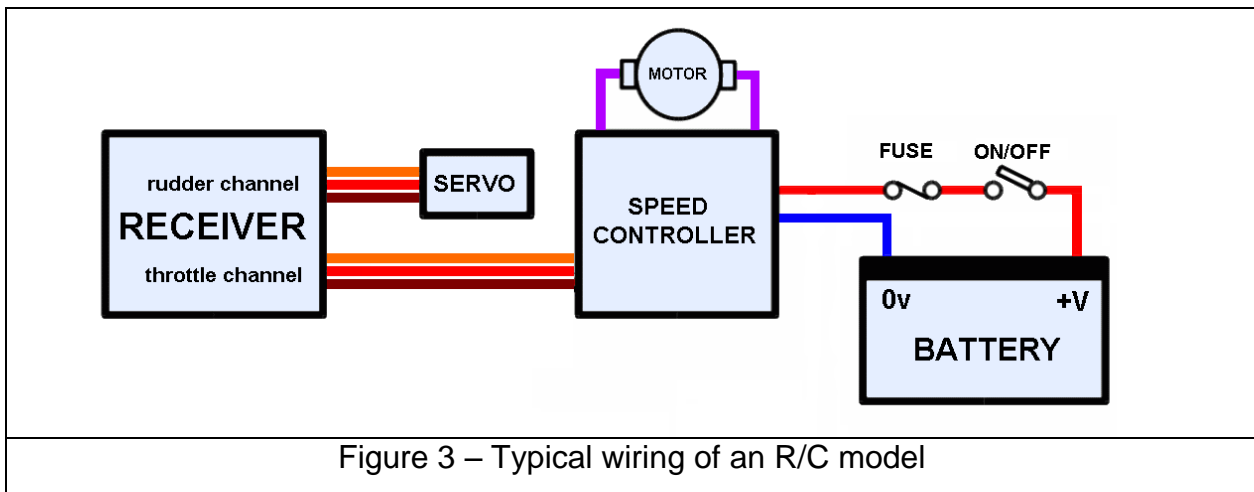 MOTOR
FUSE
ON/OFF
rudder channel
SERVO
RECEIVER
SPEED
CONTROLLER
throttle channel
0v
+V
BATTERY
Figure 3 – Typical wiring of an R/C model